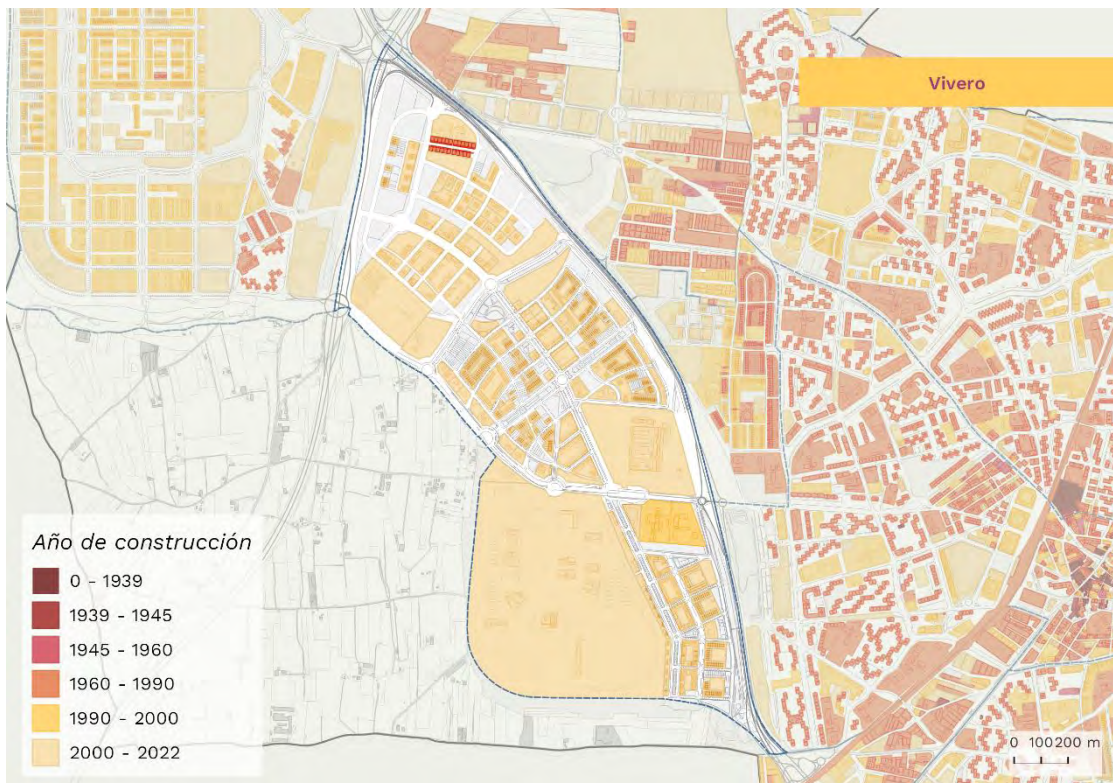 Vivero
Año de construcción
0 - 1939
1939 - 1945
1945 - 1960
1960 - 1990
1990 - 2000
2000 - 2022
0 100200 m